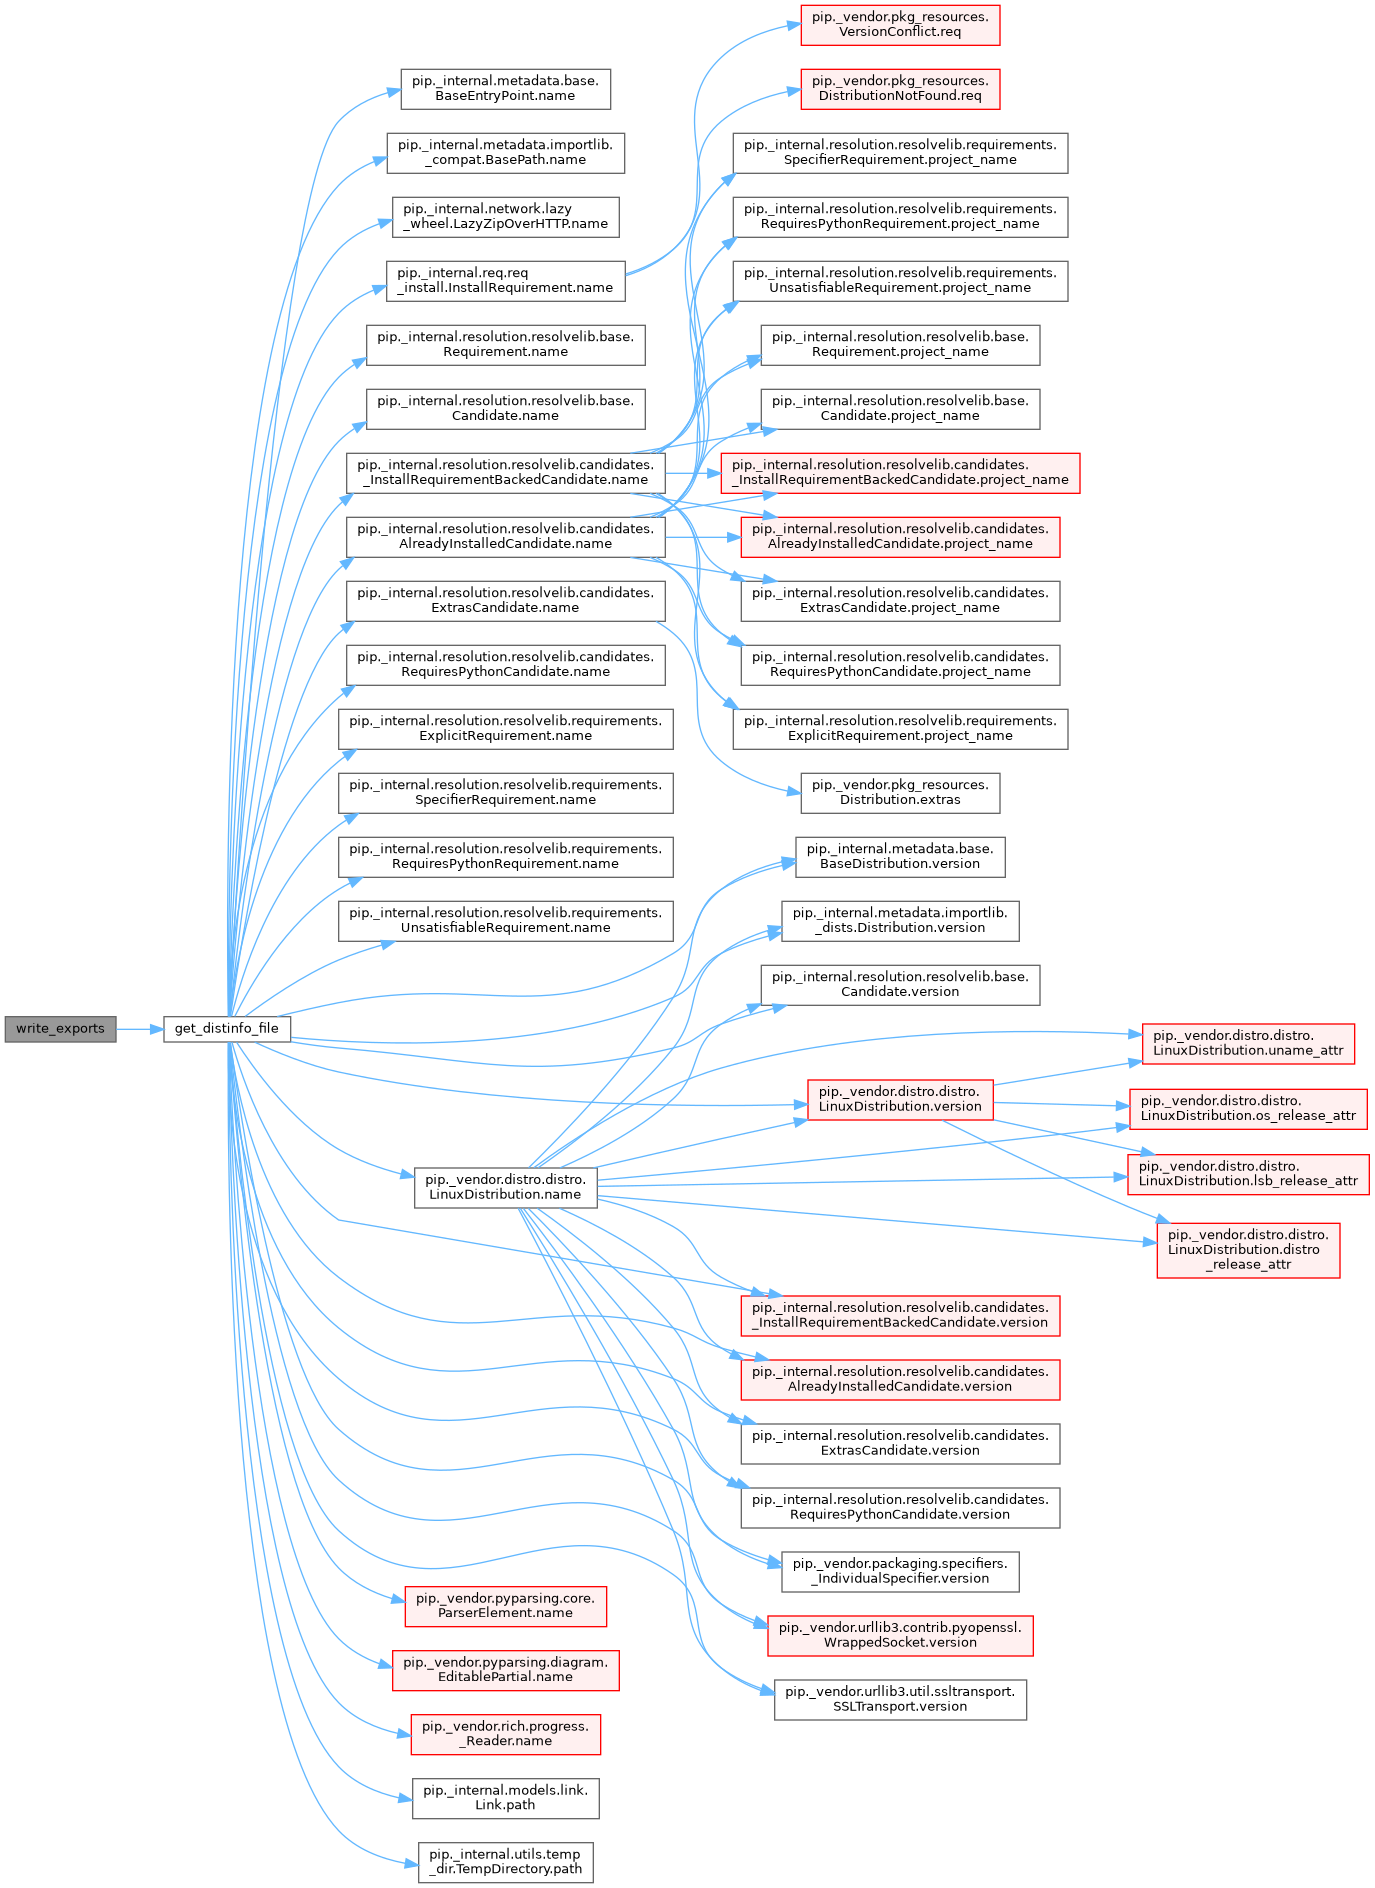 write_exports
get_distinfo_file
pip._internal.metadata.base.
BaseEntryPoint.name
pip._internal.metadata.importlib.
_compat.BasePath.name
pip._internal.network.lazy
_wheel.LazyZipOverHTTP.name
pip._internal.req.req
_install.InstallRequirement.name
pip._internal.resolution.resolvelib.base.
Requirement.name
pip._internal.resolution.resolvelib.base.
Candidate.name
pip._internal.resolution.resolvelib.candidates.
_InstallRequirementBackedCandidate.name
pip._internal.resolution.resolvelib.candidates.
AlreadyInstalledCandidate.name
pip._internal.resolution.resolvelib.candidates.
ExtrasCandidate.name
pip._internal.resolution.resolvelib.candidates.
RequiresPythonCandidate.name
pip._internal.resolution.resolvelib.requirements.
ExplicitRequirement.name
pip._internal.resolution.resolvelib.requirements.
SpecifierRequirement.name
pip._internal.resolution.resolvelib.requirements.
RequiresPythonRequirement.name
pip._internal.resolution.resolvelib.requirements.
UnsatisfiableRequirement.name
pip._vendor.distro.distro.
LinuxDistribution.name
pip._vendor.pyparsing.core.
ParserElement.name
pip._vendor.pyparsing.diagram.
EditablePartial.name
pip._vendor.rich.progress.
_Reader.name
pip._internal.models.link.
Link.path
pip._internal.utils.temp
_dir.TempDirectory.path
pip._vendor.pkg_resources.
VersionConflict.req
pip._vendor.pkg_resources.
DistributionNotFound.req
pip._internal.resolution.resolvelib.requirements.
SpecifierRequirement.project_name
pip._internal.resolution.resolvelib.requirements.
RequiresPythonRequirement.project_name
pip._internal.resolution.resolvelib.requirements.
UnsatisfiableRequirement.project_name
pip._internal.resolution.resolvelib.base.
Requirement.project_name
pip._internal.resolution.resolvelib.base.
Candidate.project_name
pip._internal.resolution.resolvelib.candidates.
_InstallRequirementBackedCandidate.project_name
pip._internal.resolution.resolvelib.candidates.
AlreadyInstalledCandidate.project_name
pip._internal.resolution.resolvelib.candidates.
ExtrasCandidate.project_name
pip._internal.resolution.resolvelib.candidates.
RequiresPythonCandidate.project_name
pip._internal.resolution.resolvelib.requirements.
ExplicitRequirement.project_name
pip._vendor.pkg_resources.
Distribution.extras
pip._internal.metadata.base.
BaseDistribution.version
pip._internal.metadata.importlib.
_dists.Distribution.version
pip._internal.resolution.resolvelib.base.
Candidate.version
pip._vendor.distro.distro.
LinuxDistribution.version
pip._internal.resolution.resolvelib.candidates.
_InstallRequirementBackedCandidate.version
pip._internal.resolution.resolvelib.candidates.
AlreadyInstalledCandidate.version
pip._internal.resolution.resolvelib.candidates.
ExtrasCandidate.version
pip._internal.resolution.resolvelib.candidates.
RequiresPythonCandidate.version
pip._vendor.packaging.specifiers.
_IndividualSpecifier.version
pip._vendor.urllib3.contrib.pyopenssl.
WrappedSocket.version
pip._vendor.urllib3.util.ssltransport.
SSLTransport.version
pip._vendor.distro.distro.
LinuxDistribution.uname_attr
pip._vendor.distro.distro.
LinuxDistribution.os_release_attr
pip._vendor.distro.distro.
LinuxDistribution.lsb_release_attr
pip._vendor.distro.distro.
LinuxDistribution.distro
_release_attr